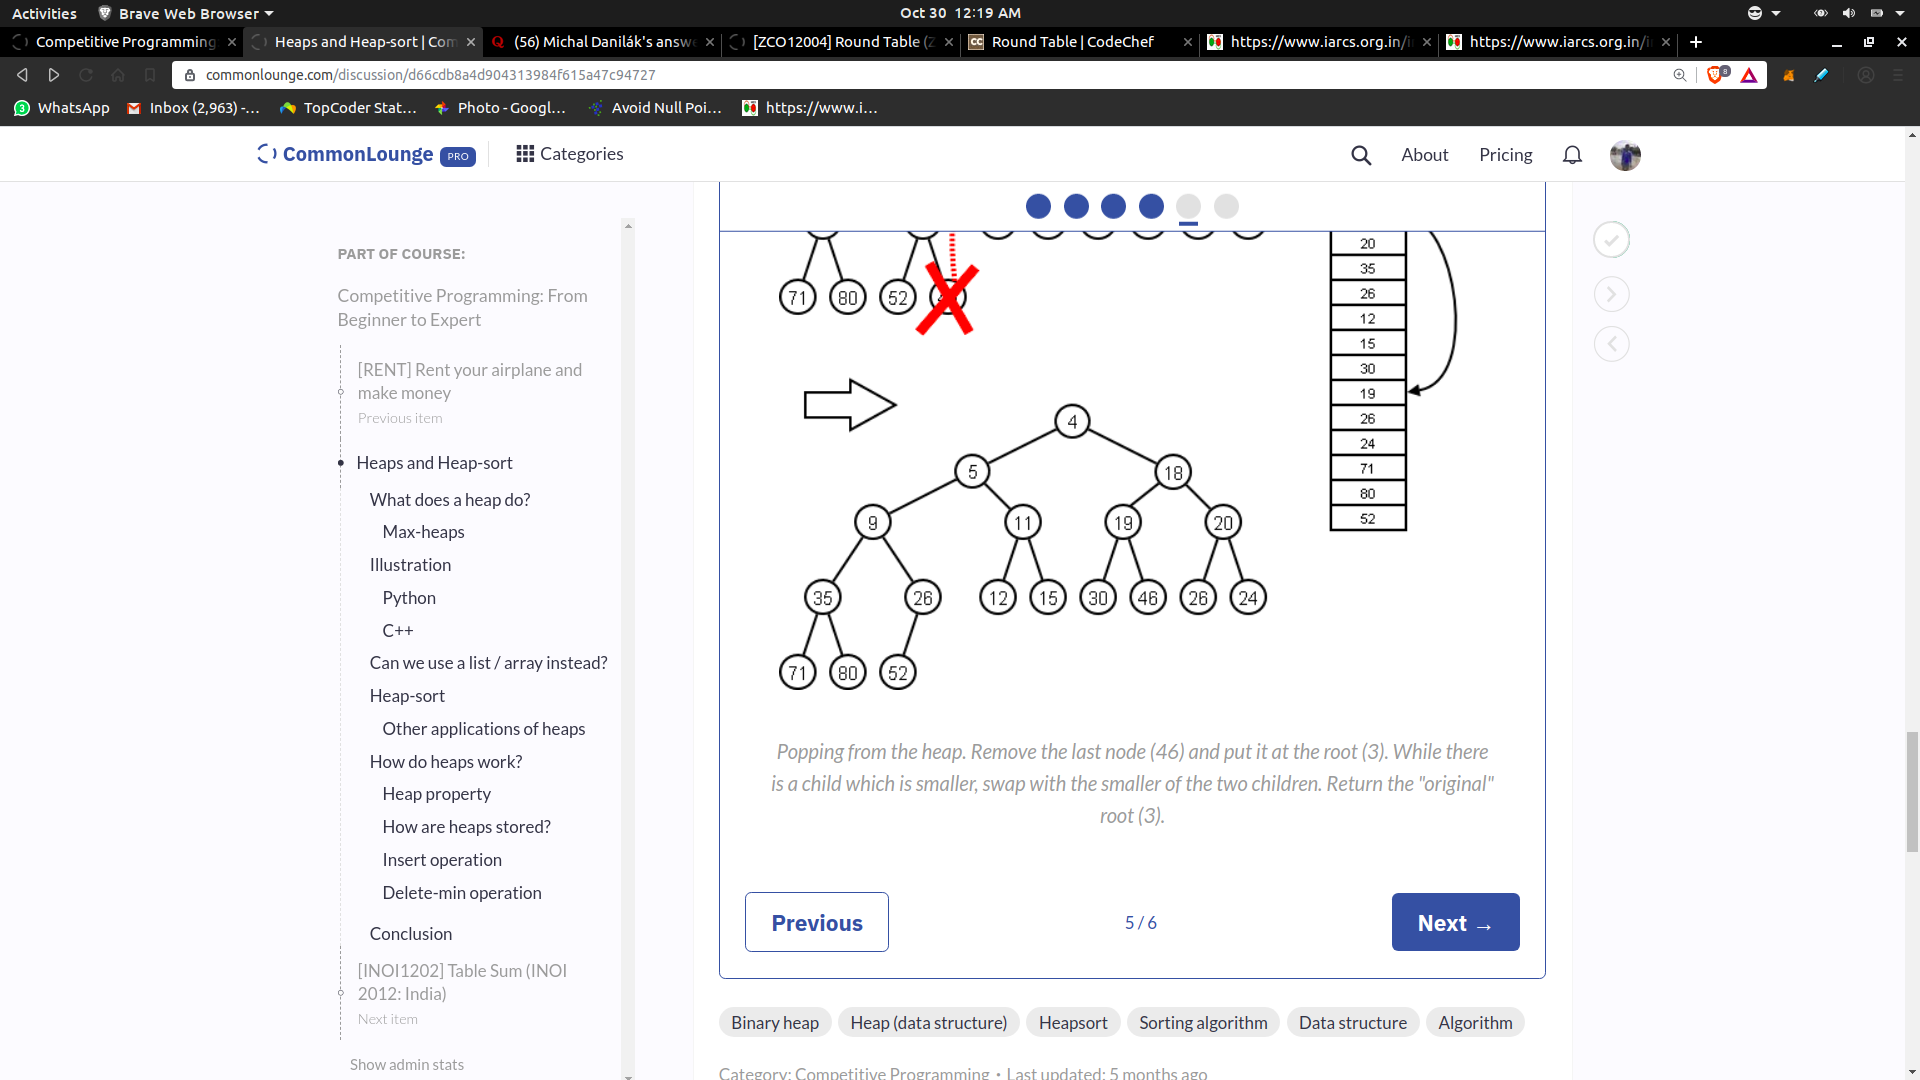 Activities
Brave Web Browser
Oct 30 12:19 AM
Competitive Programming
Heaps and Heap-sort | Com
(56) Michal Danilák's answ
[ZCO12004] Round Table (Z
Round Table | CodeChef
https://www.iarcs.org.in/i
https://www.iarcs.org.in/i
commonlounge.com/discussion/d66cdb8a4d904313984f615a47c94727
8
3
WhatsApp
Inbox (2,963) -...
TopCoder Stat...
Photo - Googl...
Avoid Null Poi...
https://www.i...
CommonLounge PRO
Categories
About
Pricing
PART OF COURSE:
Competitive Programming: From
Beginner to Expert
[RENT] Rent your airplane and
make money
Previous item
Heaps and Heap-sort
What does a heap do?
Max-heaps
Illustration
Python
C++
Can we use a list / array instead?
Heap-sort
Other applications of heaps
How do heaps work?
Heap property
How are heaps stored?
Insert operation
Delete-min operation
Conclusion
[INOI1202] Table Sum (INOI
2012: India)
Next item
Show admin stats
71 80 52
4
5 18
9 11 19 20
35 26 12 15 30 46 26 24
71 80 52
20
35
26
12
15
30
19
26
24
71
80
52
Popping from the heap. Remove the last node (46) and put it at the root (3). While there
is a child which is smaller, swap with the smaller of the two children. Return the "original"
root (3).
Previous
5 / 6
Next →
Binary heap
Heap (data structure)
Heapsort
Sorting algorithm
Data structure
Algorithm
Category: Competitive Programming • Last updated: 5 months ago